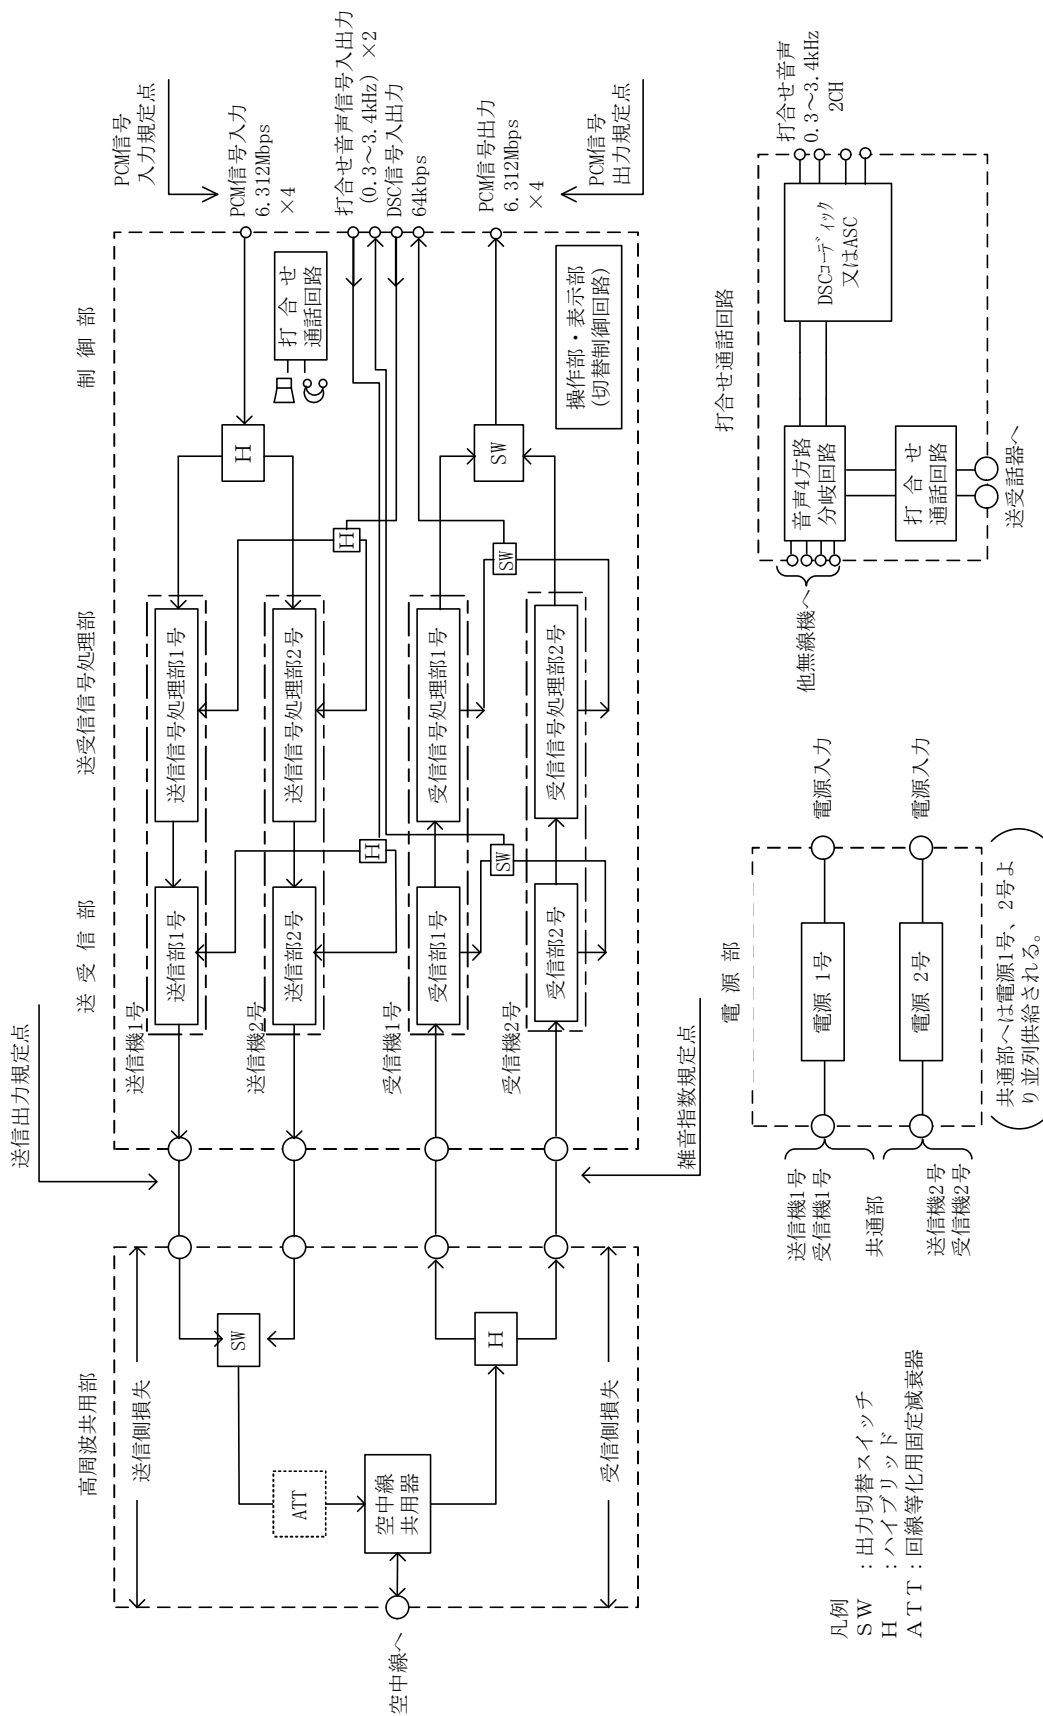 高周波共用部
送信側損失
SW
ATT
空中線
共用器
H
受信側損失
空中線へ
送信出力規定点
雑音指数規定点
送受信部
送受信信号処理部
制御部
送信機1号
送信部1号
送信信号処理部1号
送信機2号
送信部2号
送信信号処理部2号
受信機1号
受信部1号
受信信号処理部1号
受信機2号
受信部2号
受信信号処理部2号
H
SW
H
SW
H
SW
打合せ
通話回路
操作部・表示部
(切替制御回路)
PCM信号
入力規定点
PCM信号入力
6.312Mbps
×4
打合せ音声信号入出力
(0.3～3.4kHz) ×2
DSC信号入出力
64kbps
PCM信号出力
6.312Mbps
×4
PCM信号
出力規定点
凡例
SW :出力切替スイッチ
H :ハイブリッド
ATT :回線等化用固定減衰器
電源部
送信機1号
受信機1号
共通部
送信機2号
受信機2号
電源 1号
電源 2号
電源入力
電源入力
共通部へは電源1号、2号よ
り並列供給される。
打合せ通話回路
他無線機へ
音声4方路
分岐回路
打合せ
通話回路
送受話器へ
DSCコーディック
又はASC
打合せ音声
0.3～3.4kHz
2CH